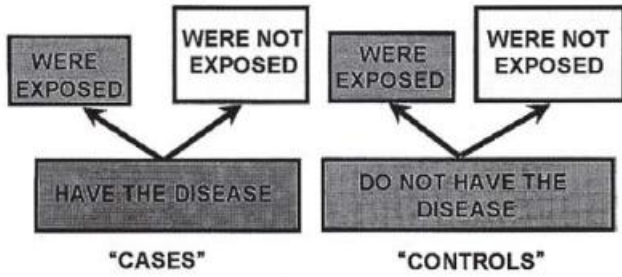 WERE
EXPOSED
WERE NOT
EXPOSED
WERE
EXPOSED
WERE NOT
EXPOSED
HAVE THE DISEASE
DO NOT HAVE THE
DISEASE
"CASES"
"CONTROLS"